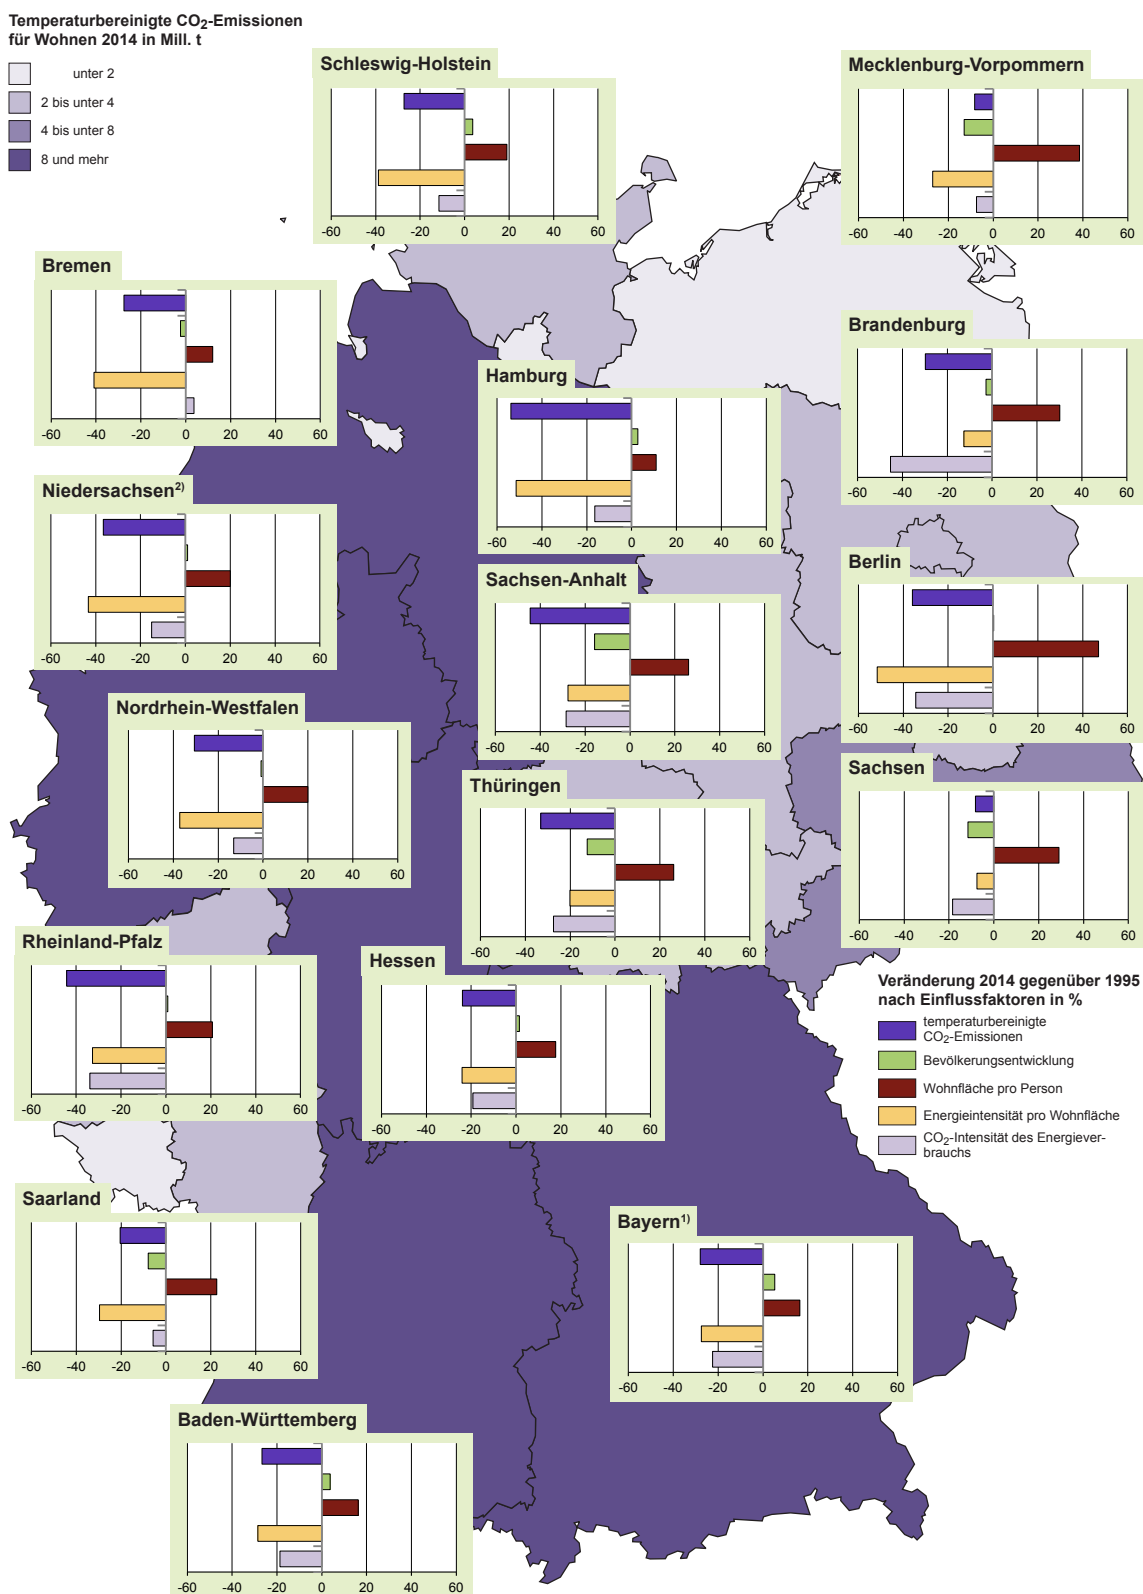 Temperaturbereinigte CO2-Emissionen
für Wohnen 2014 in Mill. t
unter 2
2 bis unter 4
4 bis unter 8
8 und mehr
Schleswig-Holstein
-60 -40 -20 0 20 40 60
Mecklenburg-Vorpommern
-60 -40 -20 0 20 40 60
Bremen
-60 -40 -20 0 20 40 60
Brandenburg
-60 -40 -20 0 20 40 60
Hamburg
-60 -40 -20 0 20 40 60
Niedersachsen2)
-60 -40 -20 0 20 40 60
Berlin
-60 -40 -20 0 20 40 60
Sachsen-Anhalt
-60 -40 -20 0 20 40 60
Nordrhein-Westfalen
-60 -40 -20 0 20 40 60
Sachsen
-60 -40 -20 0 20 40 60
Thüringen
-60 -40 -20 0 20 40 60
Rheinland-Pfalz
-60 -40 -20 0 20 40 60
Hessen
-60 -40 -20 0 20 40 60
Veränderung 2014 gegenüber 1995
nach Einflussfaktoren in %
temperaturbereinigte
CO2-Emissionen
Bevölkerungsentwicklung
Wohnfläche pro Person
Energieintensität pro Wohnfläche
CO2-Intensität des Energiever-
brauchs
Saarland
-60 -40 -20 0 20 40 60
Bayern1)
-60 -40 -20 0 20 40 60
Baden-Württemberg
-60 -40 -20 0 20 40 60